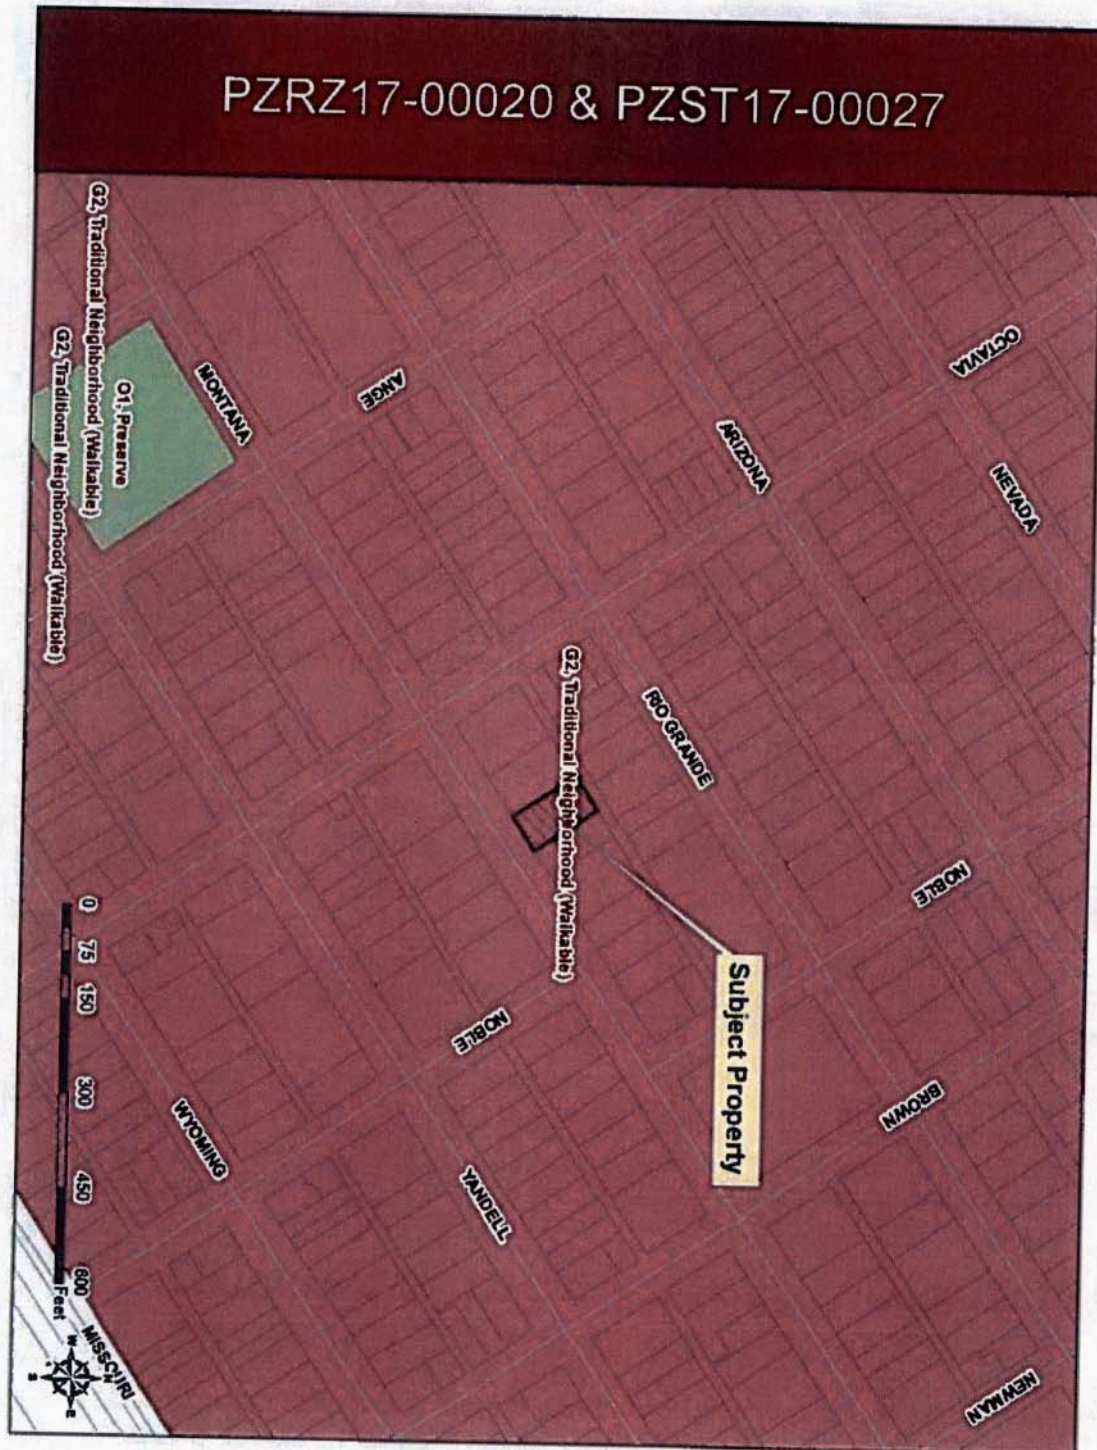 PZRZ17-00020 & PZST17-00027
OCTAVIA
NEVADA
ARIZONA
ANGE
MONTANA
G2, Traditional Neighborhood (Walkable)
O1, Preserve
G2, Traditional Neighborhood (Walkable)
RIO GRANDE
G2, Traditional Neighborhood (Walkable)
NOBLE
Subject Property
NOBLE
BROWN
YANDELL
WYOMING
NEWMAN
MISSOURI
0 75 150 300 450 600
Feet
N
W
E
S